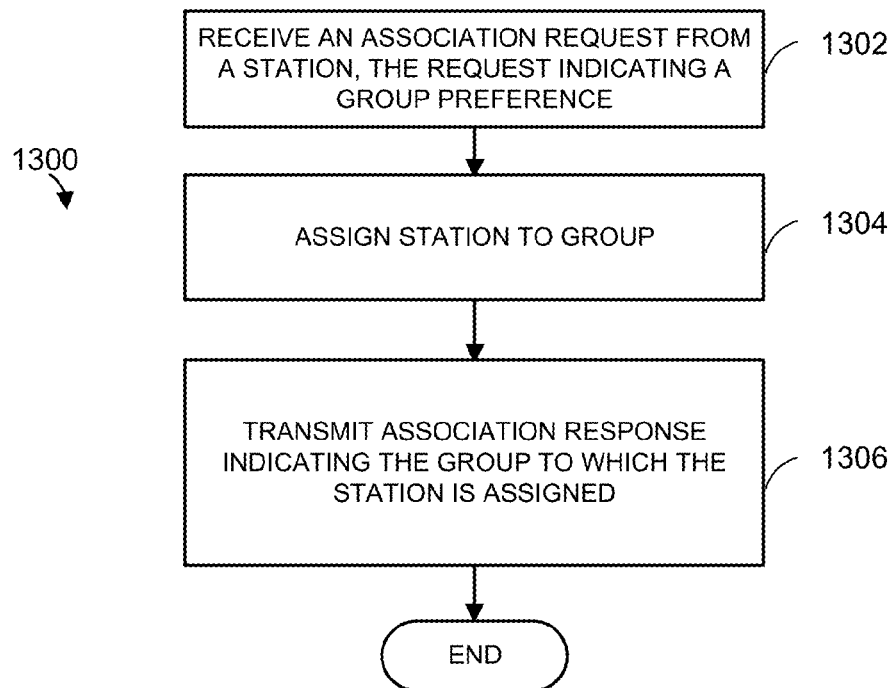 RECEIVE AN ASSOCIATION REQUEST FROM
A STATION, THE REQUEST INDICATING A
GROUP PREFERENCE
1302
1300
ASSIGN STATION TO GROUP
1304
TRANSMIT ASSOCIATION RESPONSE
INDICATING THE GROUP TO WHICH THE
STATION IS ASSIGNED
1306
END